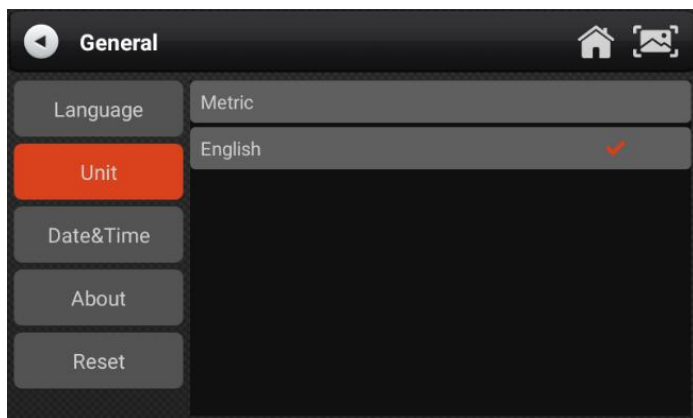 General
Language
Unit
Date&Time
About
Reset
Metric
English